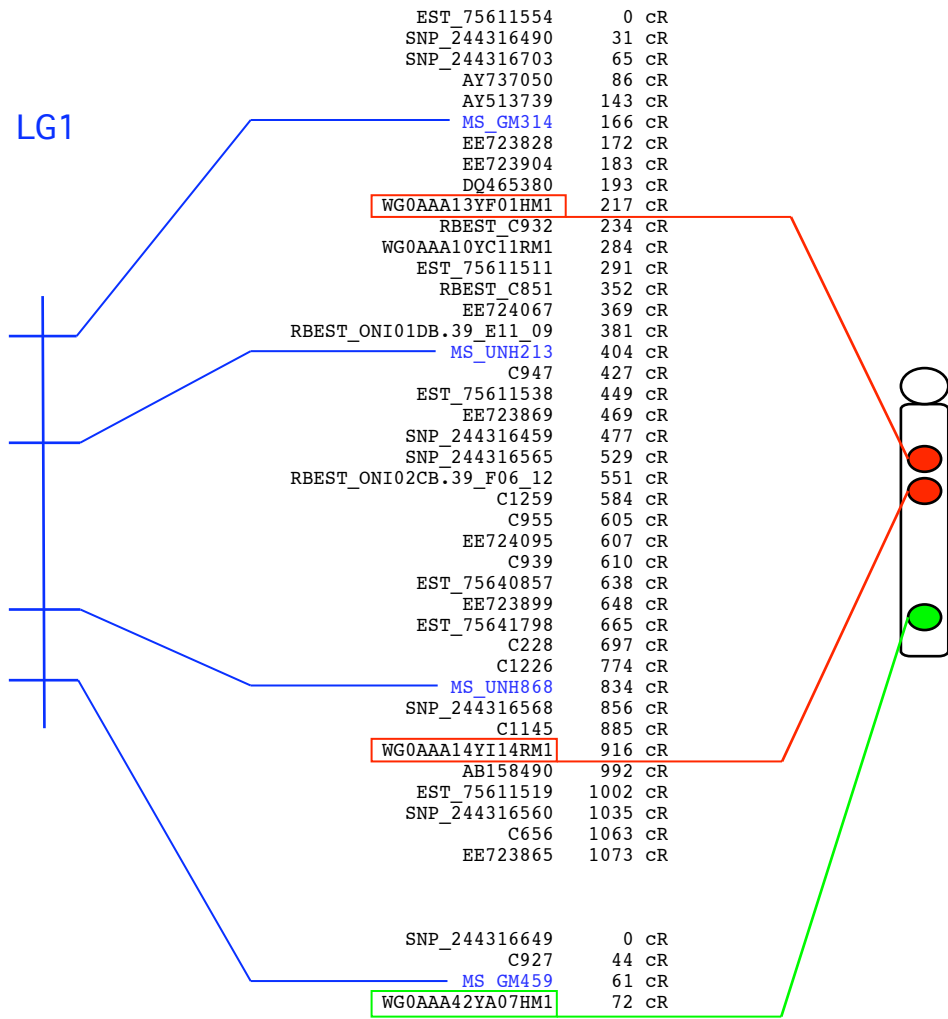 EST_75611554 0 cR
SNP_244316490 31 cR
SNP_244316703 65 cR
AY737050 86 cR
AY513739 143 cR
LG1
MS_GM314 166 cR
EE723828 172 cR
EE723904 183 cR
DQ465380 193 cR
WG0AAA13YF01HM1 217 cR
RBEST_C932 234 cR
WG0AAA10YC11RM1 284 cR
EST_75611511 291 cR
RBEST_C851 352 cR
EE724067 369 cR
RBEST_ONI01DB.39_E11_09 381 cR
MS_UNH213 404 cR
C947 427 cR
EST_75611538 449 cR
EE723869 469 cR
SNP_244316459 477 cR
SNP_244316565 529 cR
RBEST_ONI02CB.39_F06_12 551 cR
C1259 584 cR
C955 605 cR
EE724095 607 cR
C939 610 cR
EST_75640857 638 cR
EE723899 648 cR
EST_75641798 665 cR
C228 697 cR
C1226 774 cR
MS_UNH868 834 cR
SNP_244316568 856 cR
C1145 885 cR
WG0AAA14YI14RM1 916 cR
AB158490 992 cR
EST_75611519 1002 cR
SNP_244316560 1035 cR
C656 1063 cR
EE723865 1073 cR
SNP_244316649 0 cR
C927 44 cR
MS_GM459 61 cR
WG0AAA42YA07HM1 72 cR